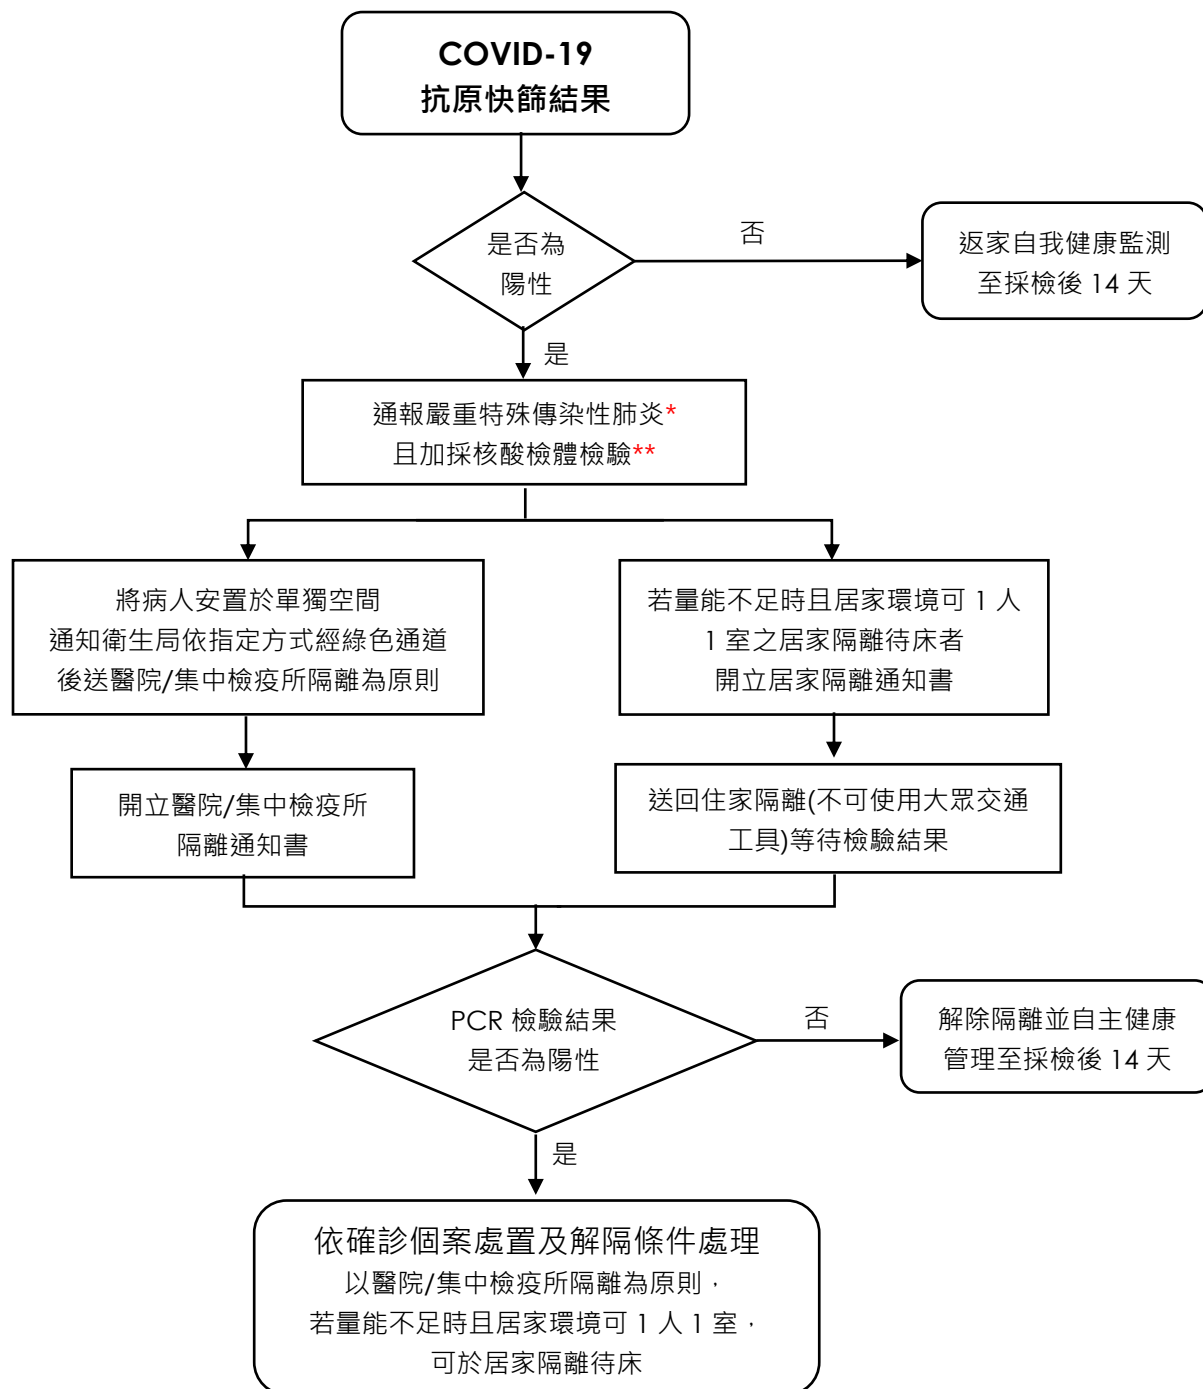 COVID-19
抗原快篩結果
是否為
陽性
否
返家自我健康監測
至採檢後 14 天
是
通報嚴重特殊傳染性肺炎*
且加採核酸檢體檢驗**
將病人安置於單獨空間
通知衛生局依指定方式經綠色通道
後送醫院/集中檢疫所隔離為原則
若量能不足時且居家環境可 1 人
1 室之居家隔離待床者
開立居家隔離通知書
開立醫院/集中檢疫所
隔離通知書
送回住家隔離(不可使用大眾交通
工具)等待檢驗結果
PCR 檢驗結果
是否為陽性
否
解除隔離並自主健康
管理至採檢後 14 天
是
依確診個案處置及解隔條件處理
以醫院/集中檢疫所隔離為原則，
若量能不足時且居家環境可 1 人 1 室，
可於居家隔離待床